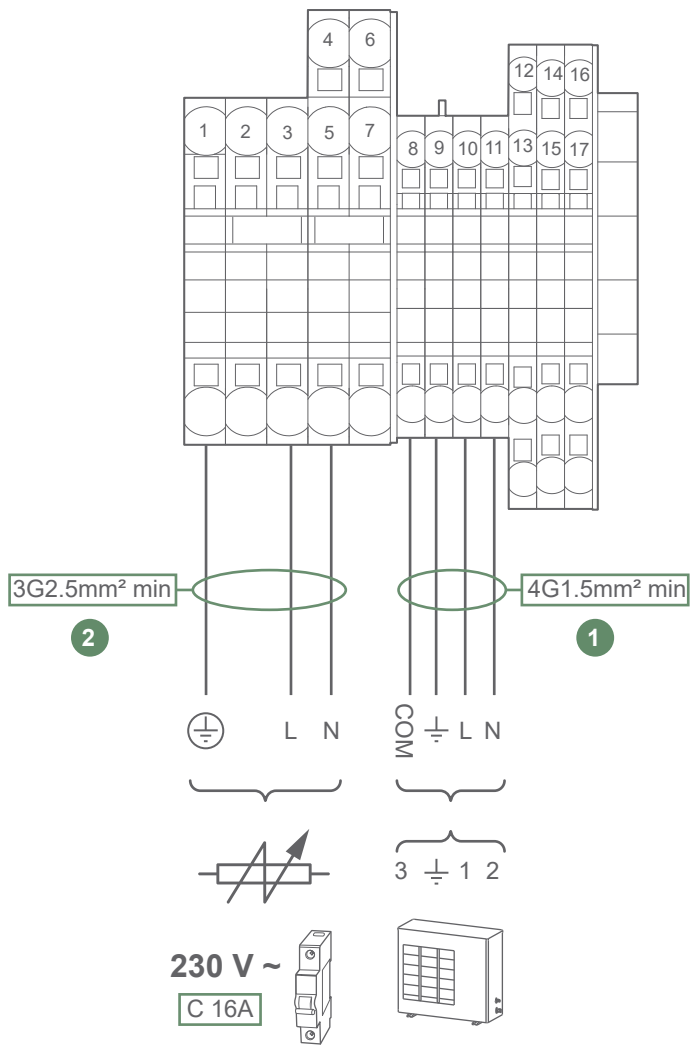 4 6
12 14 16
1 2 3 5 7
8 9 10 11 13 15 17
3G2.5mm² min
4G1.5mm² min
2
1
L N
COM L N
3 1 2
230 V ~
C 16A